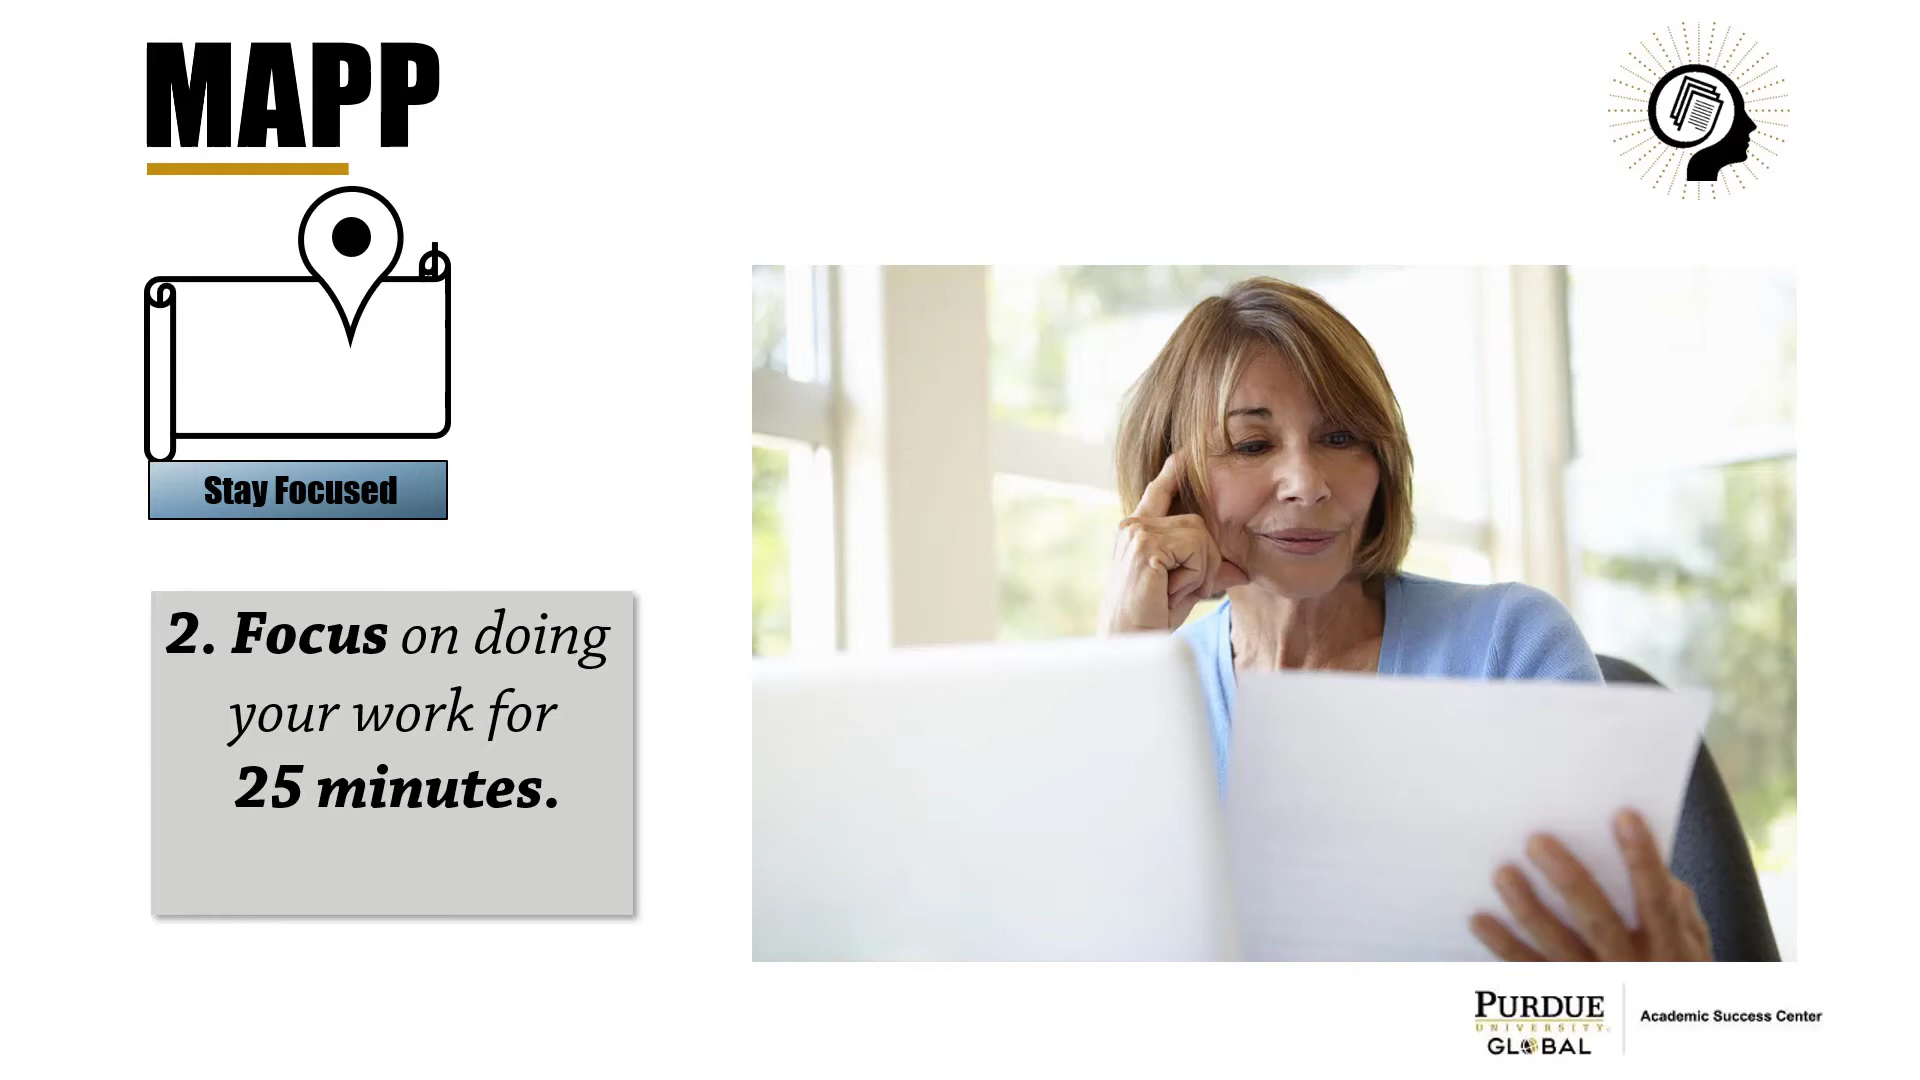 MAPP
Stay Focused
2. Focus on doing
your work for
25 minutes.
PURDUE
UNIVERSITY
GLOBAL
Academic Success Center